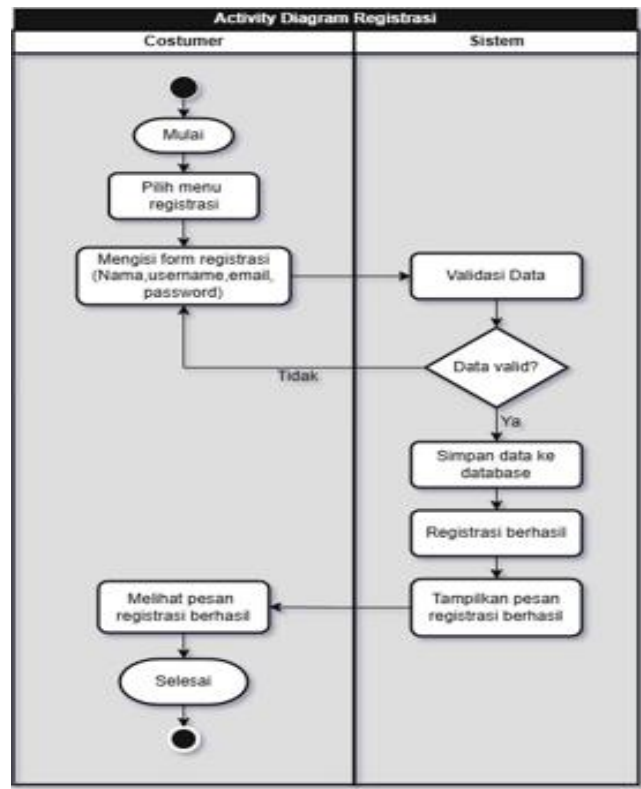 Activity Diagram Registrasi
Costumer
Sistem
Mulai
Pilih menu
registrasi
Mengisi form registrasi
(Nama,username,email,
password)
Validasi Data
Data valid?
Tidak
Ya
Simpan data ke
database
Registrasi berhasil
Tampilkan pesan
registrasi berhasil
Melihat pesan
registrasi berhasil
Selesai